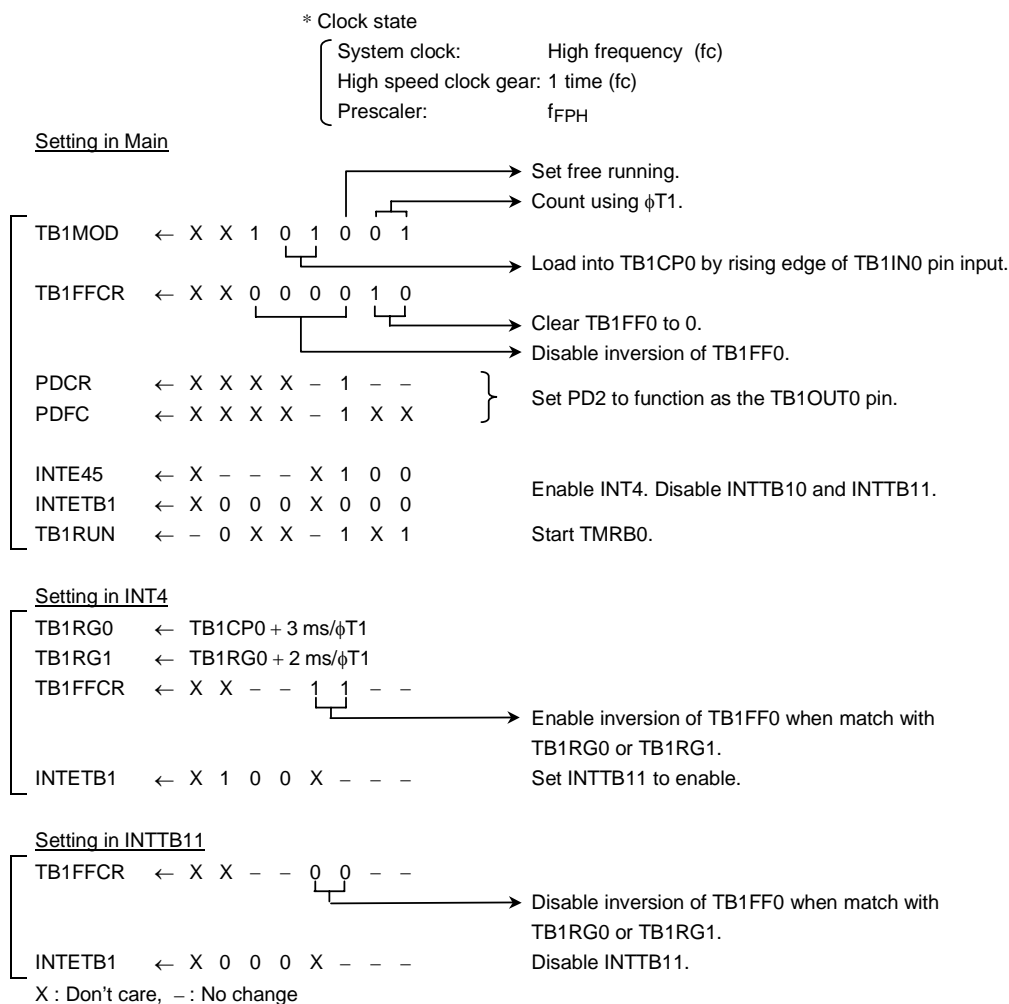 * Clock state
System clock: High frequency (fc)
High speed clock gear: 1 time (fc)
Prescaler: fFPH
Setting in Main
Set free running.
Count using ϕT1.
TB1MOD ← X X 1 0 1 0 0 1
Load into TB1CP0 by rising edge of TB1IN0 pin input.
TB1FFCR ← X X 0 0 0 0 1 0
Clear TB1FF0 to 0.
Disable inversion of TB1FF0.
PDCR ← X X X X – 1 – –
PDFC ← X X X X – 1 X X
Set PD2 to function as the TB1OUT0 pin.
INTE45 ← X – – – X 1 0 0
INTETB1 ← X 0 0 0 X 0 0 0
Enable INT4. Disable INTTB10 and INTTB11.
TB1RUN ← – 0 X X – 1 X 1 Start TMRB0.
Setting in INT4
TB1RG0 ← TB1CP0 + 3 ms/ϕT1
TB1RG1 ← TB1RG0 + 2 ms/ϕT1
TB1FFCR ← X X – – 1 1 – –
Enable inversion of TB1FF0 when match with
TB1RG0 or TB1RG1.
INTETB1 ← X 1 0 0 X – – – Set INTTB11 to enable.
Setting in INTTB11
TB1FFCR ← X X – – 0 0 – –
Disable inversion of TB1FF0 when match with
TB1RG0 or TB1RG1.
INTETB1 ← X 0 0 0 X – – – Disable INTTB11.
X : Don't care, – : No change